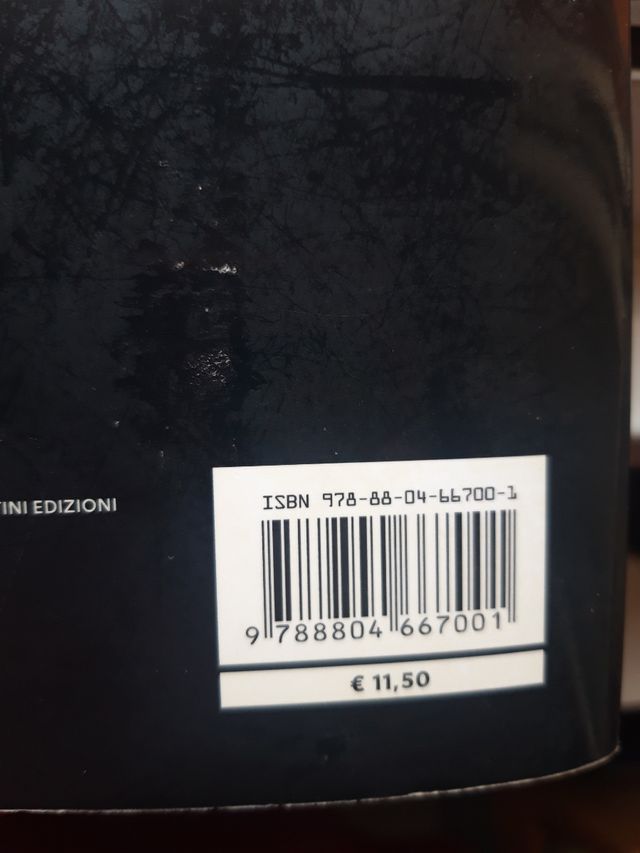 TINI EDIZIONI
ISBN 978-88-04-66700-1
9 788804 667001
€ 11,50